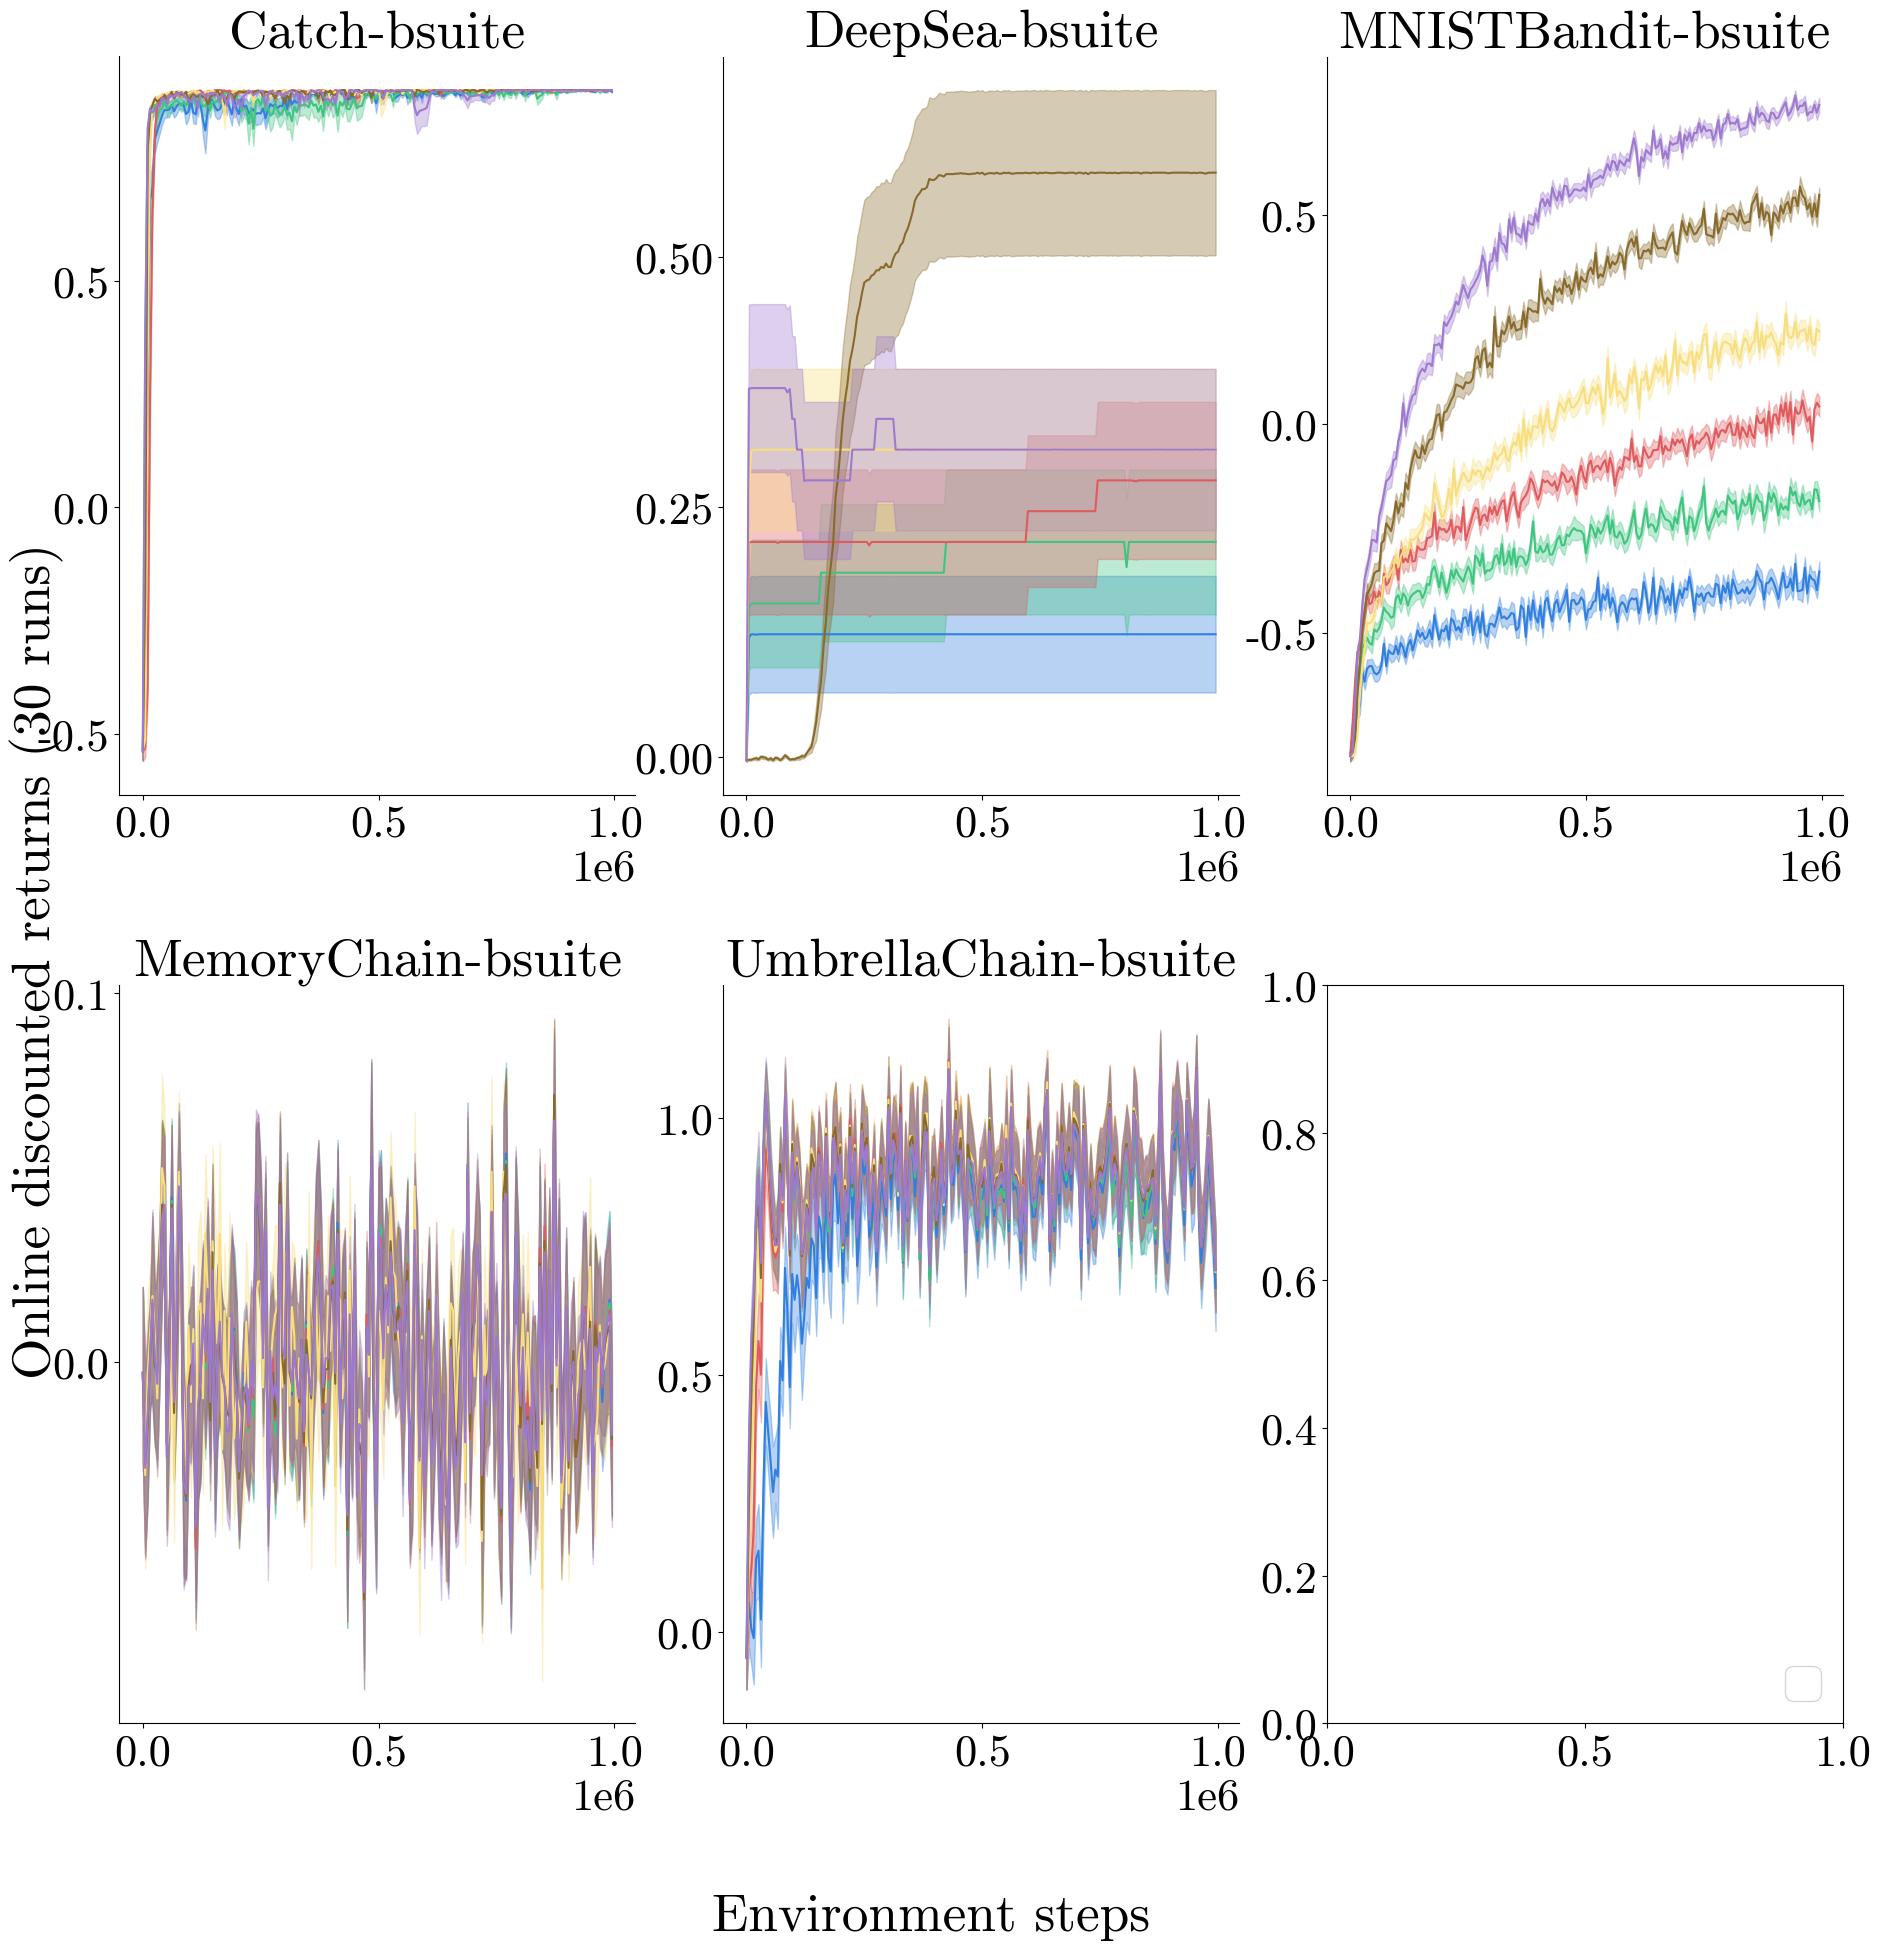 Catch-bsuite
DeepSea-bsuite
MNISTBandit-bsuite
Online discounted returns (30 runs)
0.5
0.0
-0.5
0.0 0.5 1.0
1e6
0.50
0.25
0.00
0.0 0.5 1.0
1e6
0.5
0.0
-0.5
0.0 0.5 1.0
1e6
MemoryChain-bsuite
UmbrellaChain-bsuite
0.1
0.0
0.0 0.5 1.0
1e6
1.0
0.5
0.0
0.0 0.5 1.0
1e6
1.0
0.8
0.6
0.4
0.2
0.0
0.0 0.5 1.0
Environment steps